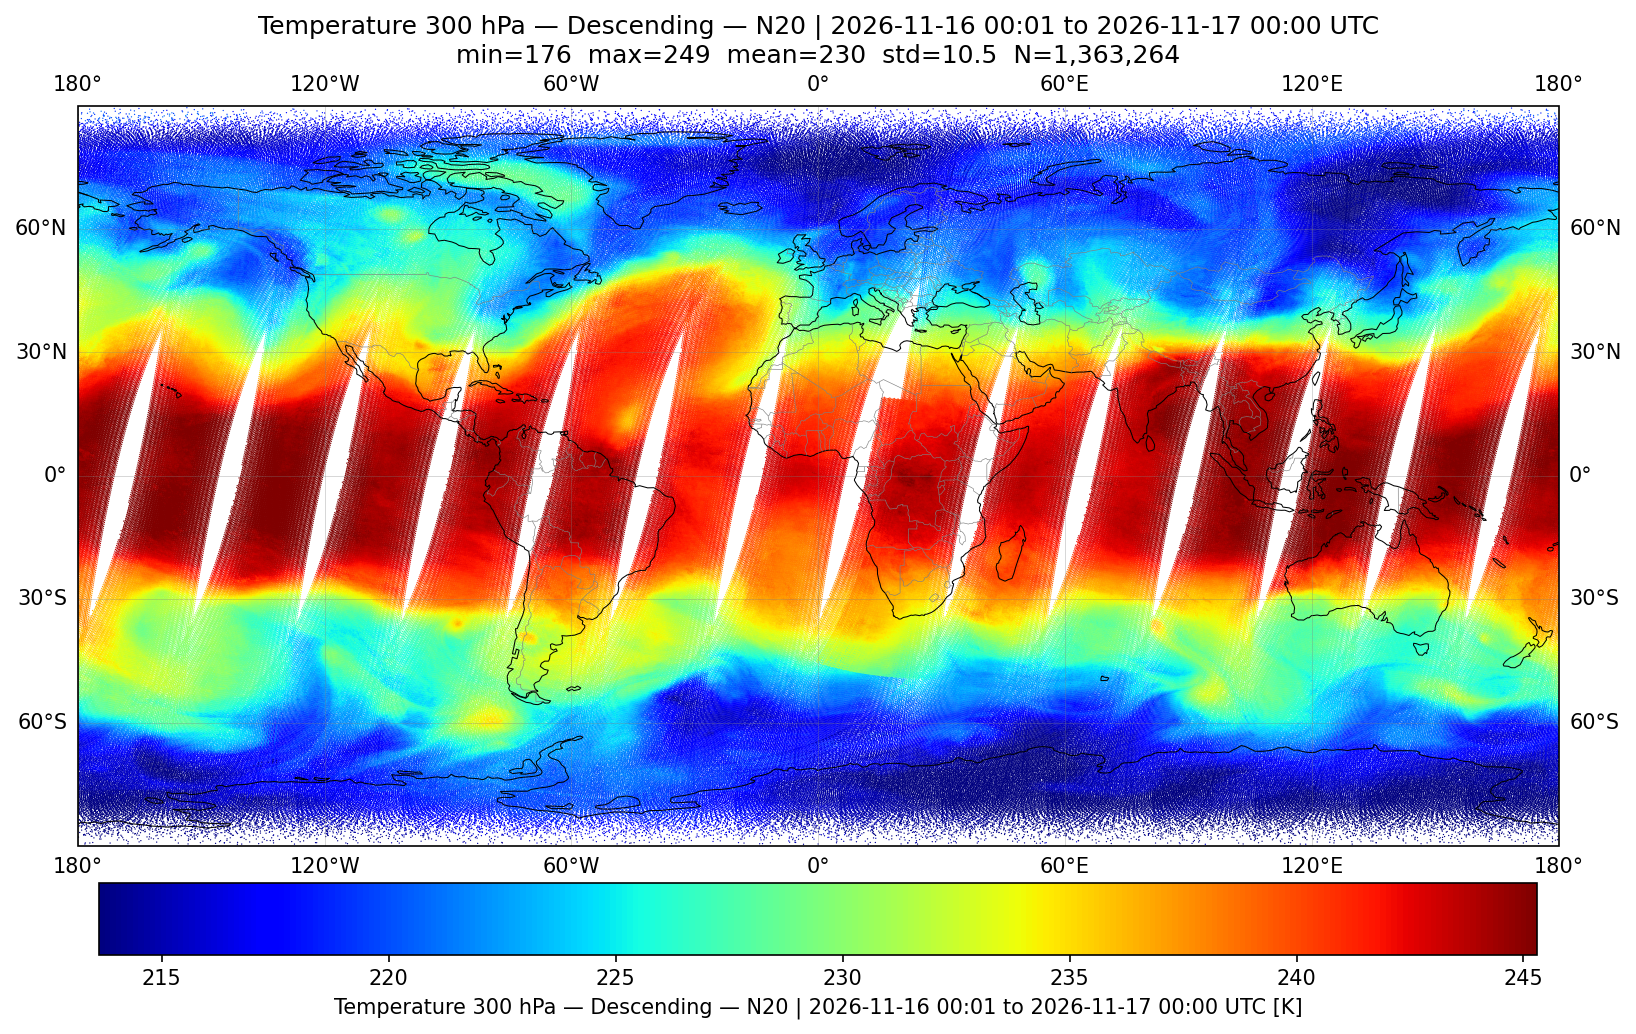 Temperature 300 hPa — Descending — N20 | 2026-11-16 00:01 to 2026-11-17 00:00 UTC
min=176 max=249 mean=230 std=10.5 N=1,363,264
180° 120°W 60°W 0° 60°E 120°E 180°
60°N 60°N
30°N 30°N
0° 0°
30°S 30°S
60°S 60°S
180° 120°W 60°W 0° 60°E 120°E 180°
215 220 225 230 235 240 245
Temperature 300 hPa — Descending — N20 | 2026-11-16 00:01 to 2026-11-17 00:00 UTC [K]